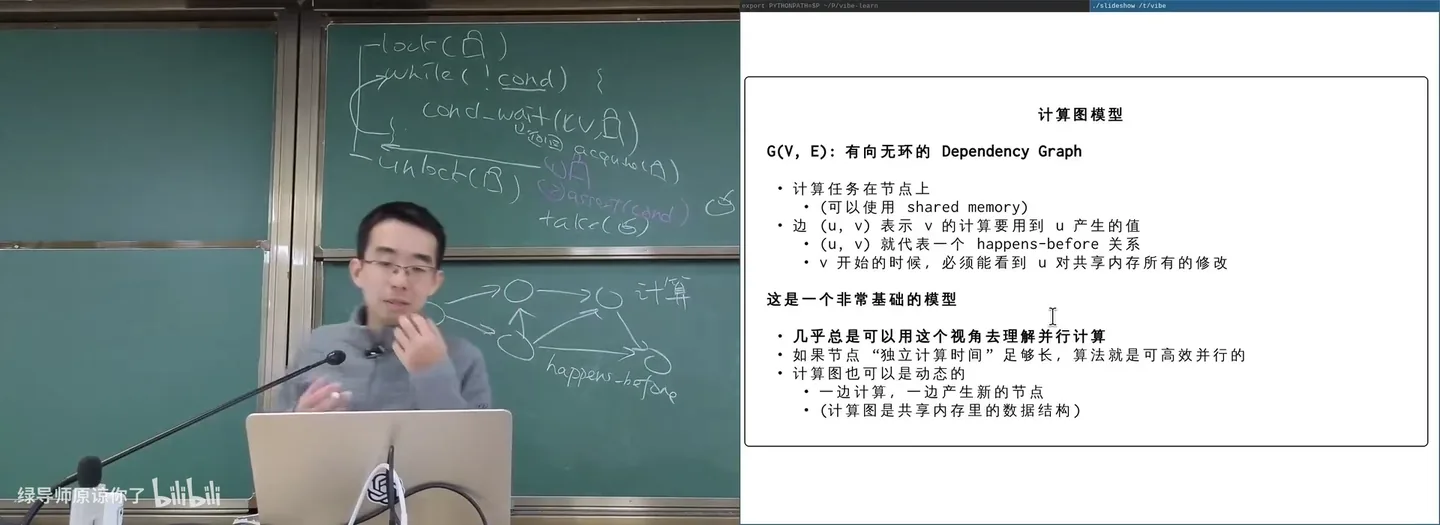 lock(
while(!cond) {
cond_wait(cv,
acquire(
}
unlock(
(1)
(2)assert(cond)
take(
计算
happens-before
绿导师原谅你了 bilibili
export PYTHONPATH=$P ~/P/vibe-learn
./slideshow /t/vibe
计算图模型
G(V, E): 有向无环的 Dependency Graph
• 计算任务在节点上
• (可以使用 shared memory)
• 边 (u, v) 表示 v 的计算要用到 u 产生的值
• (u, v) 就代表一个 happens-before 关系
• v 开始的时候，必须能看到 u 对共享内存所有的修改
这是一个非常基础的模型
• 几乎总是可以用这个视角去理解并行计算
• 如果节点 “独立计算时间” 足够长，算法就是可高效并行的
• 计算图也可以是动态的
• 一边计算，一边产生新的节点
• (计算图是共享内存里的数据结构)